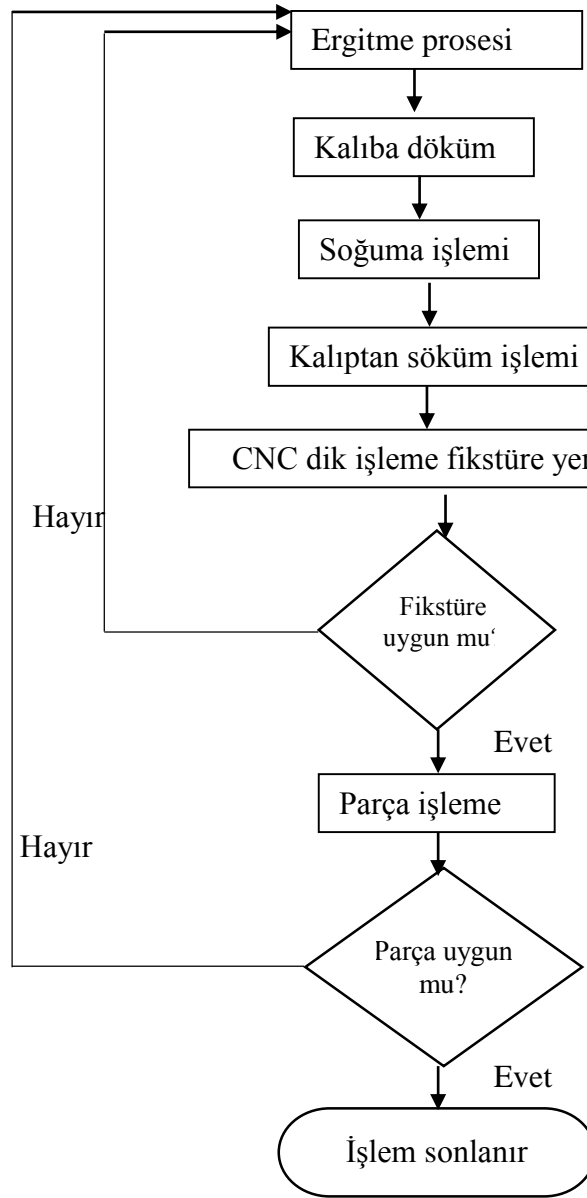 Ergitme prosesi
Kalıba döküm
Soğuma işlemi
Kalıptan söküm işlemi
CNC dik işleme fikstüre
Hayır
Fikstüre
uygun mu?
Evet
Parça işleme
Hayır
Parça uygun
mu?
Evet
İşlem sonlanır